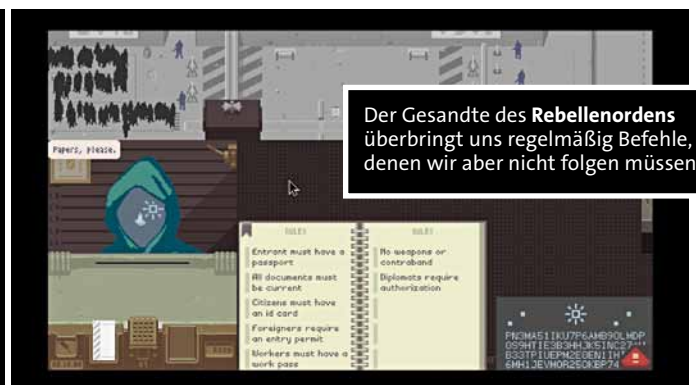 Der Gesandte des Rebellenordens
überbringt uns regelmäßig Befehle,
denen wir aber nicht folgen müssen
Papers, please.
RULES
Entrant must have a
passport
All documents must
be current
Citizens must have
an id card
Foreigners require
an entry permit
Workers must have a
work pass
RULES
No weapons or
contraband
Diplomats require
authorization